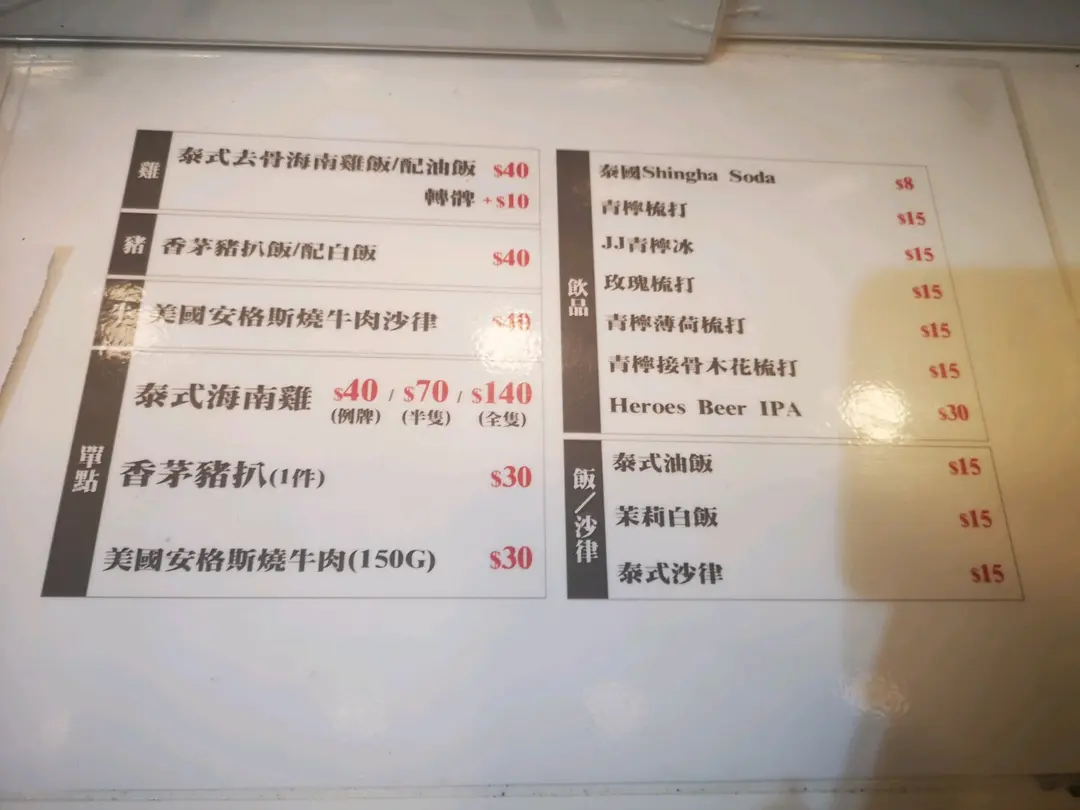 雞
泰式去骨海南雞飯/配油飯 $40
轉髀 +$10
豬
香茅豬扒飯/配白飯 $40
牛
美國安格斯燒牛肉沙律 $40
單點
泰式海南雞 $40 / $70 / $140
(例牌) (半隻) (全隻)
香茅豬扒(1件) $30
美國安格斯燒牛肉(150G) $30
飲品
泰國Shingha Soda $8
青檸梳打 $15
JJ青檸冰 $15
玫瑰梳打 $15
青檸薄荷梳打 $15
青檸接骨木花梳打 $15
Heroes Beer IPA $30
飯/沙律
泰式油飯 $15
茉莉白飯 $15
泰式沙律 $15